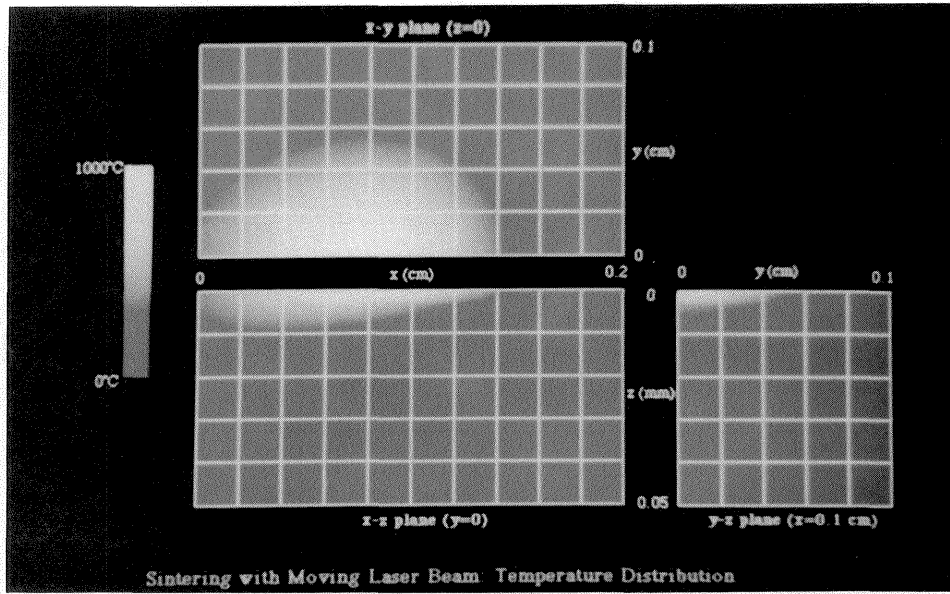 x-y plane (z=0)
0.1
y (cm)
1000°C
0
0
x (cm)
0.2
0
y (cm)
0.1
0
0°C
z (mm)
0.05
x-z plane (y=0)
y-z plane (x=0.1 cm)
Sintering with Moving Laser Beam: Temperature Distribution